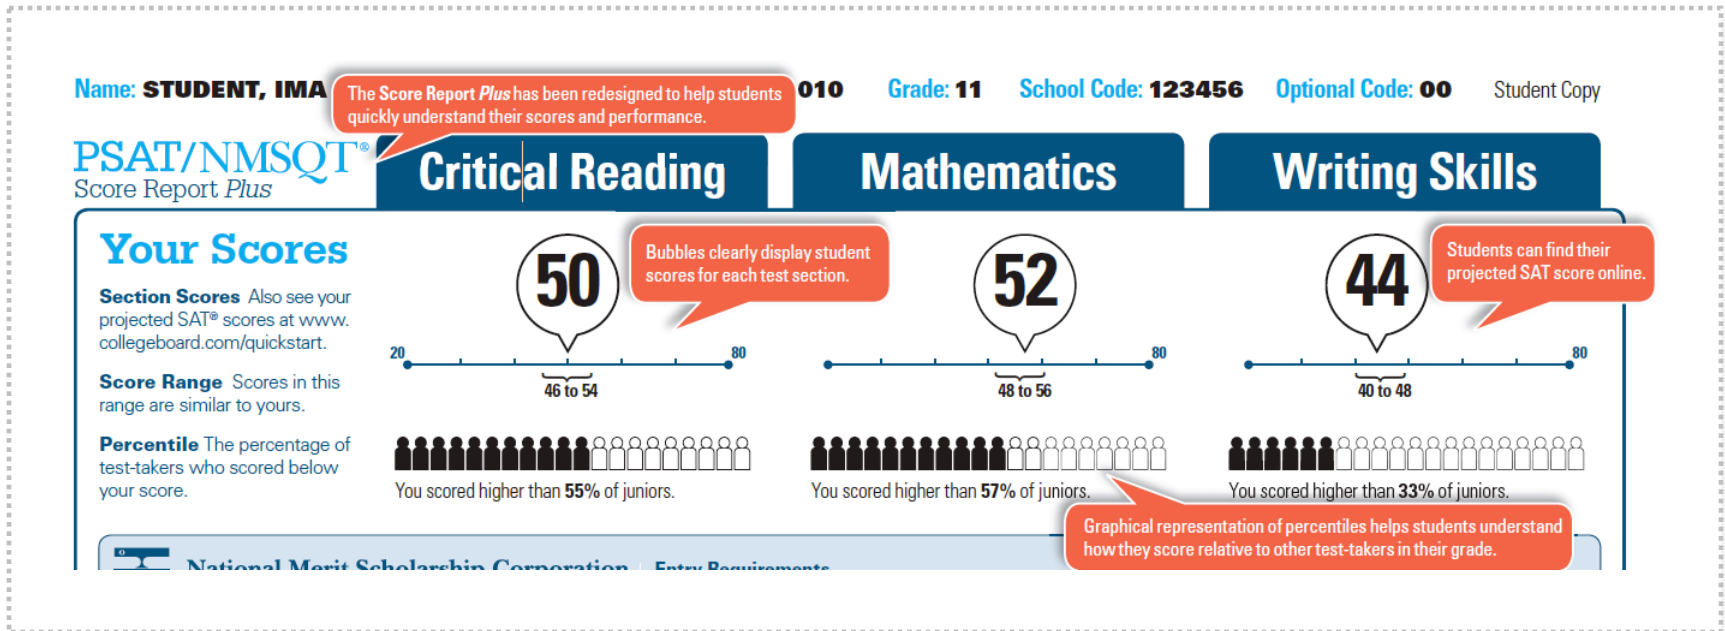 Name: STUDENT, IMA
The Score Report Plus has been redesigned to help students
quickly understand their scores and performance.
010
Grade: 11
School Code: 123456
Optional Code: 00
Student Copy
PSAT/NMSQT®
Score Report Plus
Critical Reading
Mathematics
Writing Skills
Your Scores
Section Scores Also see your
projected SAT® scores at www.
collegeboard.com/quickstart.
Score Range Scores in this
range are similar to yours.
Percentile The percentage of
test-takers who scored below
your score.
50
Bubbles clearly display student
scores for each test section.
20
80
46 to 54
You scored higher than 55% of juniors.
52
80
48 to 56
You scored higher than 57% of juniors.
44
Students can find their
projected SAT score online.
80
40 to 48
You scored higher than 33% of juniors.
Graphical representation of percentiles helps students understand
how they score relative to other test-takers in their grade.
National Merit Scholarship Corporation
Entry Requirements